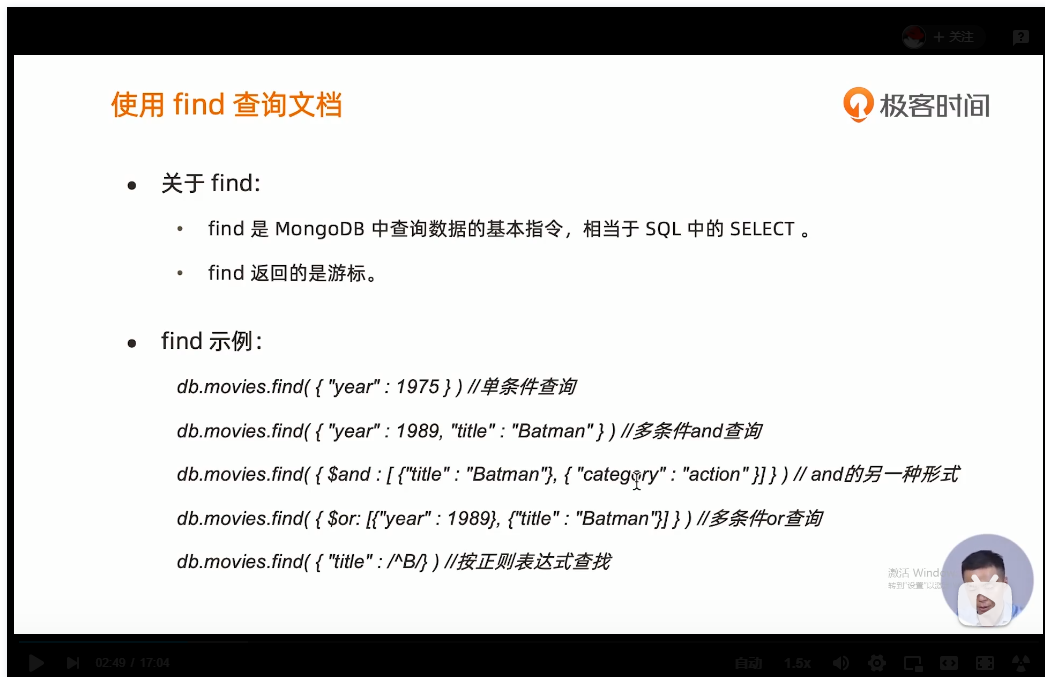 + 关注
使用 find 查询文档
极客时间
● 关于 find:
• find 是 MongoDB 中查询数据的基本指令，相当于 SQL 中的 SELECT 。
• find 返回的是游标。
● find 示例：
db.movies.find( { "year" : 1975 } ) //单条件查询
db.movies.find( { "year" : 1989, "title" : "Batman" } ) //多条件and查询
db.movies.find( { $and : [ {"title" : "Batman"}, { "category" : "action" }] } ) // and的另一种形式
db.movies.find( { $or: [{"year" : 1989}, {"title" : "Batman"}] } ) //多条件or查询
db.movies.find( { "title" : /^B/} ) //按正则表达式查找
激活 Windo
转到"设置"以
02:49 / 17:04
自动 1.5x